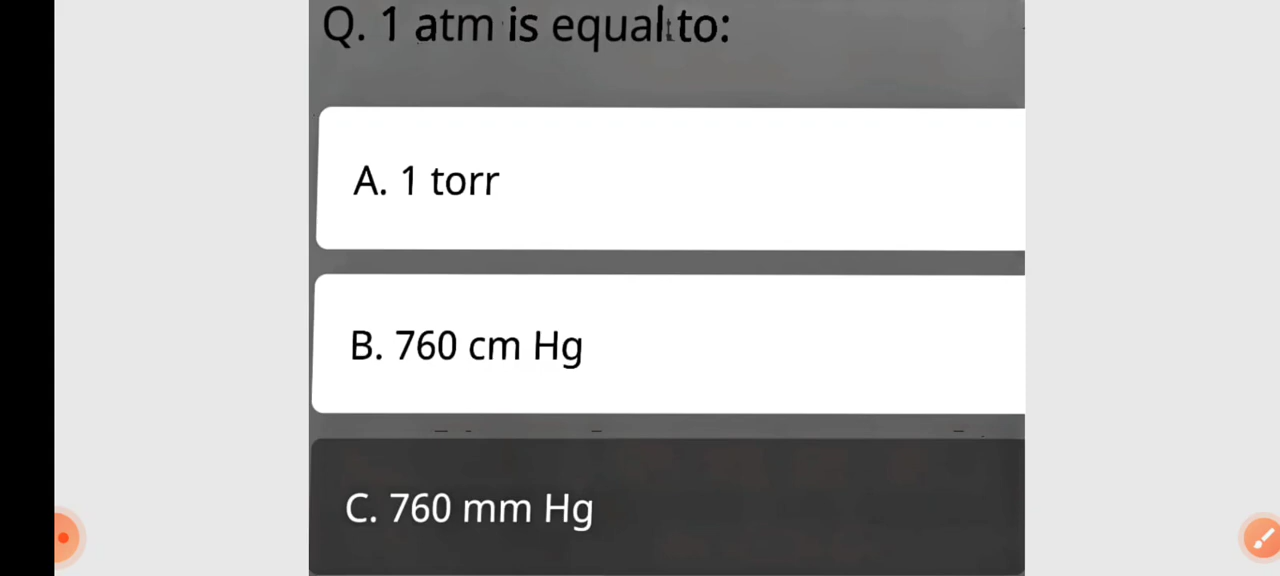 Q. 1 atm is equal to:
A. 1 torr
B. 760 cm Hg
C. 760 mm Hg